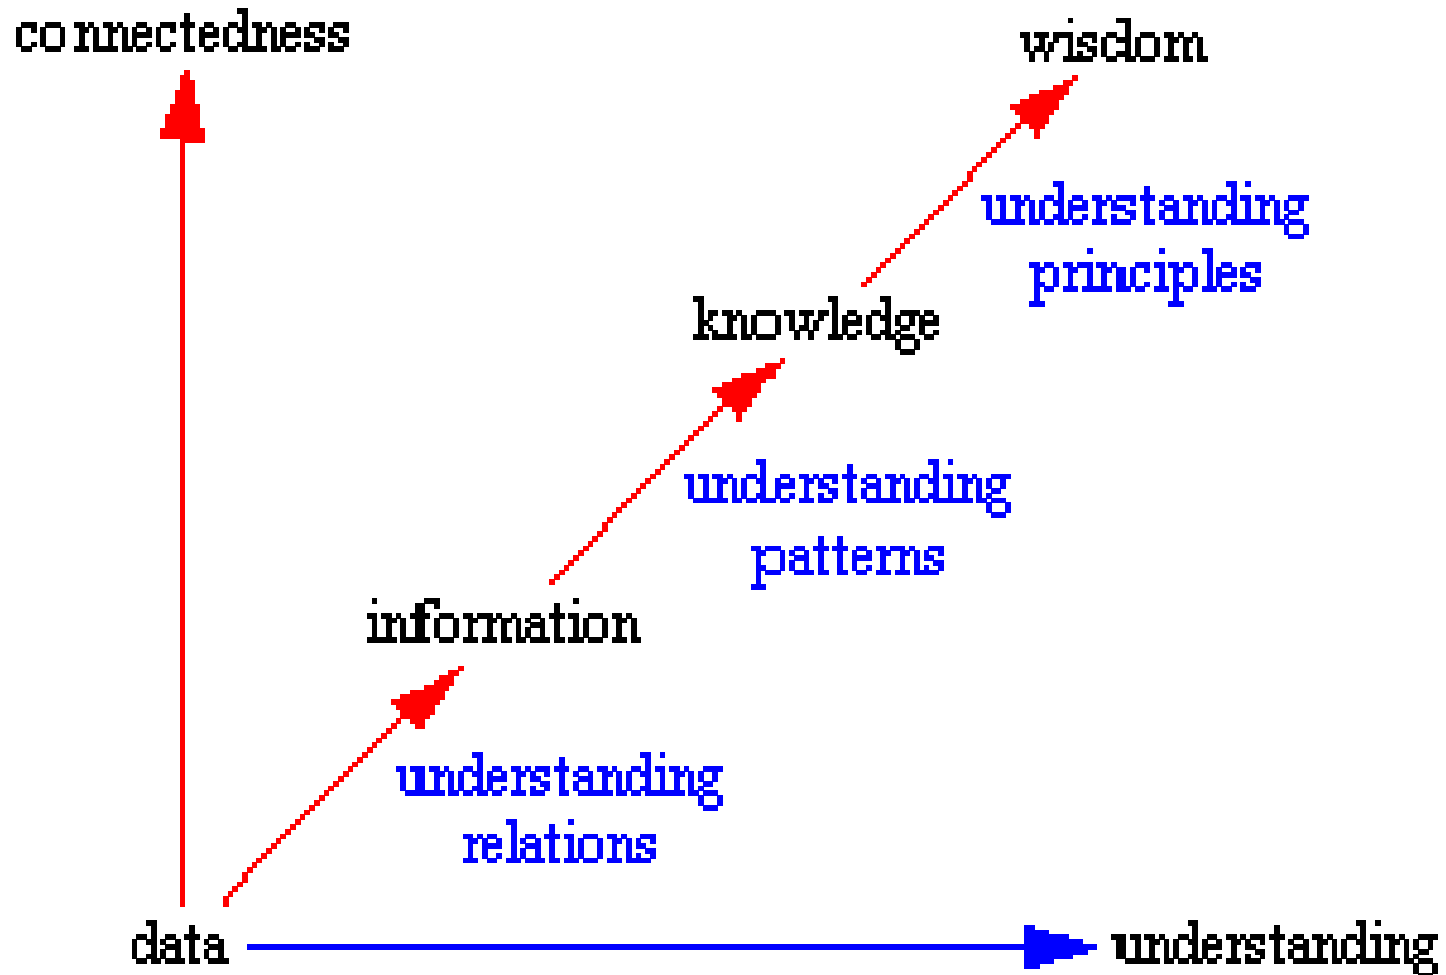 connectedness
wisdom
understanding
principles
knowledge
understanding
patterns
information
understanding
relations
data
understanding